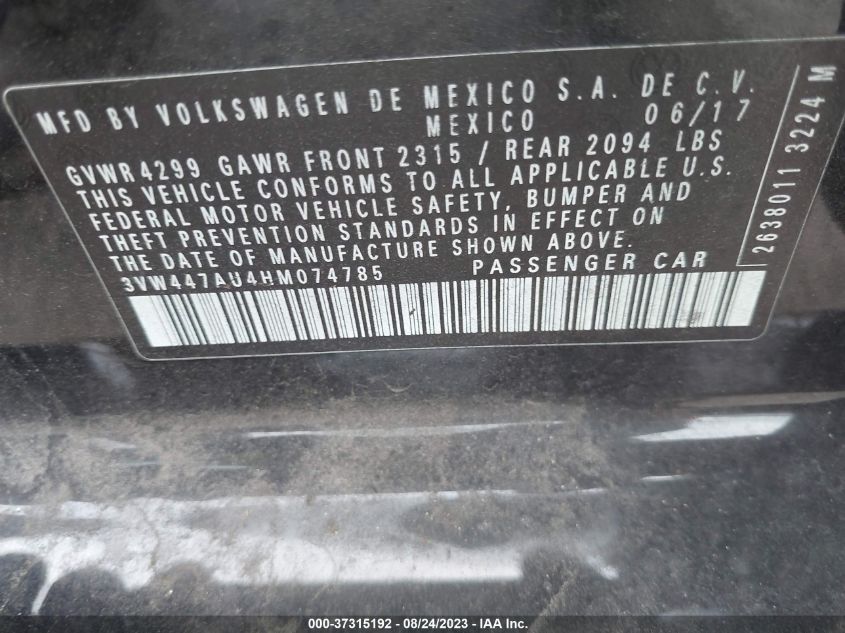 MFD BY VOLKSWAGEN DE MEXICO S.A. DE C.V.
MEXICO 06/17
GVWR 4299 GAWR FRONT 2315 / REAR 2094 LBS
THIS VEHICLE CONFORMS TO ALL APPLICABLE U.S.
FEDERAL MOTOR VEHICLE SAFETY, BUMPER AND
THEFT PREVENTION STANDARDS IN EFFECT ON
THE DATE OF MANUFACTURE SHOWN ABOVE.
3VW447AU4HM074785 PASSENGER CAR
2638011 3224 M
000-37315192 - 08/24/2023 - IAA Inc.